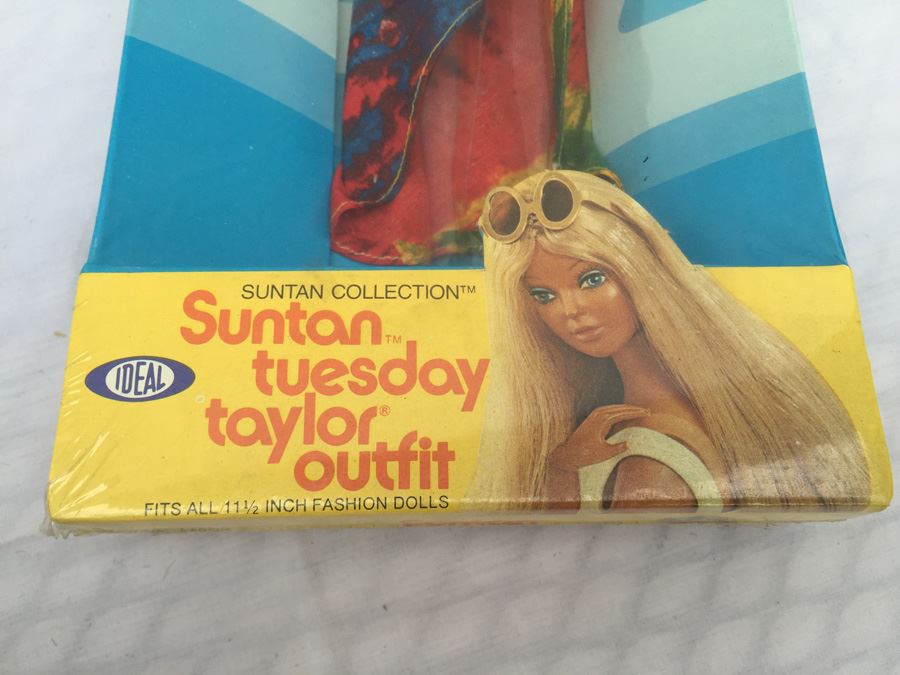 SUNTAN COLLECTION™
Suntan™
tuesday
taylor®
outfit
IDEAL
FITS ALL 11½ INCH FASHION DOLLS